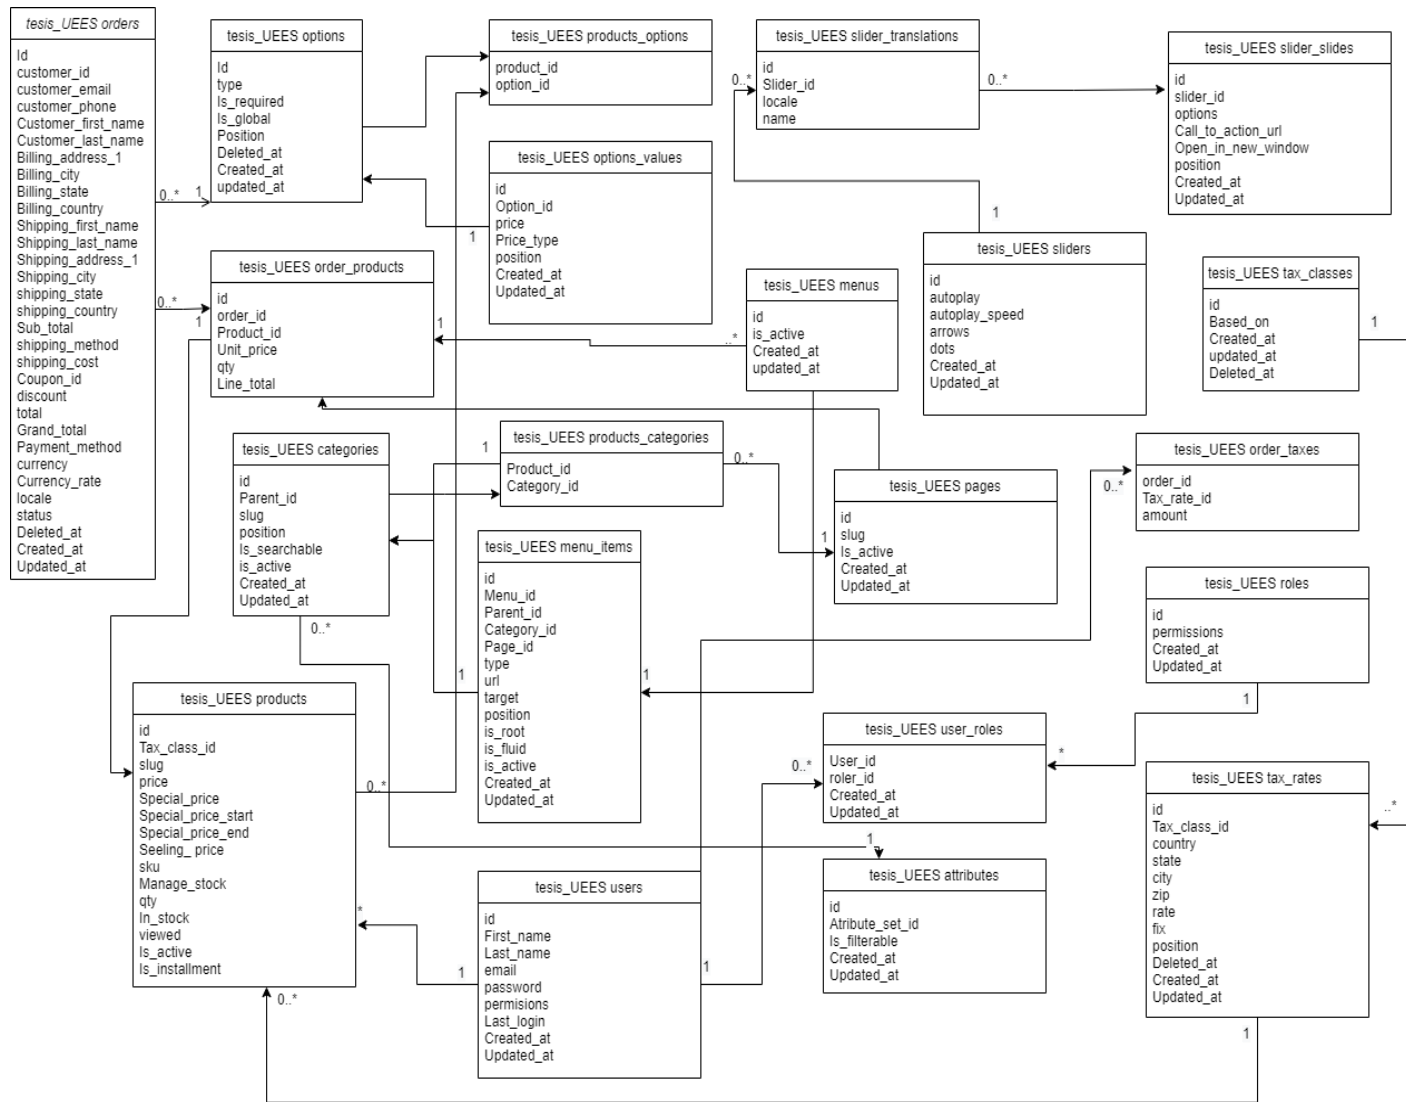 tesis_UEES orders
Id
customer_id
customer_email
customer_phone
Customer_first_name
Customer_last_name
Billing_address_1
Billing_city
Billing_state
Billing_country
Shipping_first_name
Shipping_last_name
Shipping_address_1
Shipping_city
shipping_state
shipping_country
Sub_total
shipping_method
shipping_cost
Coupon_id
discount
total
Grand_total
Payment_method
currency
Currency_rate
locale
status
Deleted_at
Created_at
Updated_at
0..*
1
0..*
1
tesis_UEES options
Id
type
Is_required
Is_global
Position
Deleted_at
Created_at
updated_at
tesis_UEES products_options
product_id
option_id
tesis_UEES options_values
id
Option_id
price
Price_type
position
Created_at
Updated_at
1
tesis_UEES slider_translations
id
Slider_id
locale
name
0..*
0..*
tesis_UEES slider_slides
id
slider_id
options
Call_to_action_url
Open_in_new_window
position
Created_at
Updated_at
1
tesis_UEES sliders
id
autoplay
autoplay_speed
arrows
dots
Created_at
Updated_at
tesis_UEES order_products
id
order_id
Product_id
Unit_price
qty
Line_total
1
..*
tesis_UEES menus
id
is_active
Created_at
updated_at
tesis_UEES tax_classes
id
Based_on
Created_at
updated_at
Deleted_at
1
tesis_UEES categories
id
Parent_id
slug
position
Is_searchable
is_active
Created_at
Updated_at
0..*
1
tesis_UEES products_categories
Product_id
Category_id
0..*
1
tesis_UEES pages
id
slug
Is_active
Created_at
Updated_at
tesis_UEES order_taxes
order_id
Tax_rate_id
amount
0..*
tesis_UEES menu_items
id
Menu_id
Parent_id
Category_id
Page_id
type
url
target
position
is_root
is_fluid
is_active
Created_at
Updated_at
1
1
tesis_UEES roles
id
permissions
Created_at
Updated_at
1
*
tesis_UEES products
id
Tax_class_id
slug
price
Special_price
Special_price_start
Special_price_end
Seeling_ price
sku
Manage_stock
qty
In_stock
viewed
Is_active
Is_installment
0..*
*
0..*
tesis_UEES user_roles
User_id
roler_id
Created_at
Updated_at
0..*
1
tesis_UEES attributes
id
Atribute_set_id
Is_filterable
Created_at
Updated_at
tesis_UEES users
id
First_name
Last_name
email
password
permisions
Last_login
Created_at
Updated_at
1
1
tesis_UEES tax_rates
id
Tax_class_id
country
state
city
zip
rate
fix
position
Deleted_at
Created_at
Updated_at
..*
1